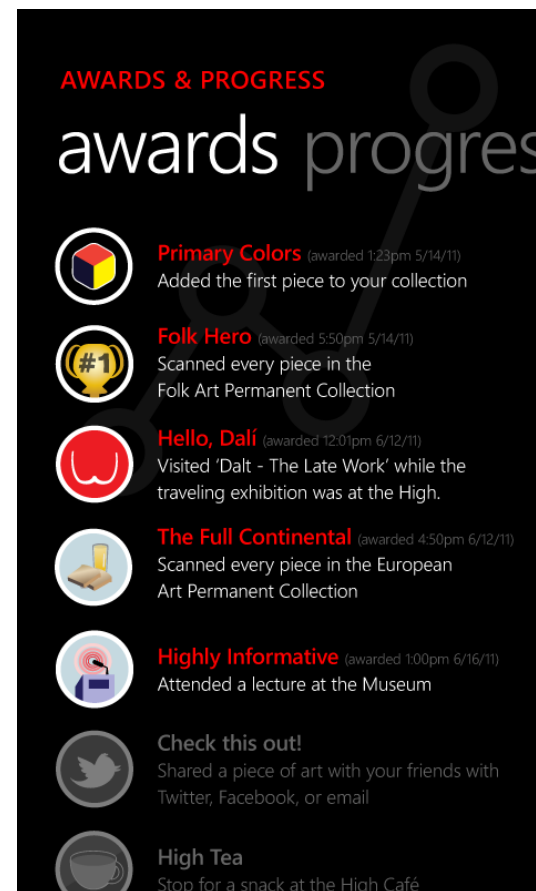 AWARDS & PROGRESS
awards progres
Primary Colors (awarded 1:23pm 5/14/11)
Added the first piece to your collection
#1
Folk Hero (awarded 5:50pm 5/14/11)
Scanned every piece in the
Folk Art Permanent Collection
Hello, Dalí (awarded 12:01pm 6/12/11)
Visited ‘Dalt - The Late Work’ while the
traveling exhibition was at the High.
The Full Continental (awarded 4:50pm 6/12/11)
Scanned every piece in the European
Art Permanent Collection
Highly Informative (awarded 1:00pm 6/16/11)
Attended a lecture at the Museum
Check this out!
Shared a piece of art with your friends with
Twitter, Facebook, or email
High Tea
Stop for a snack at the High Café